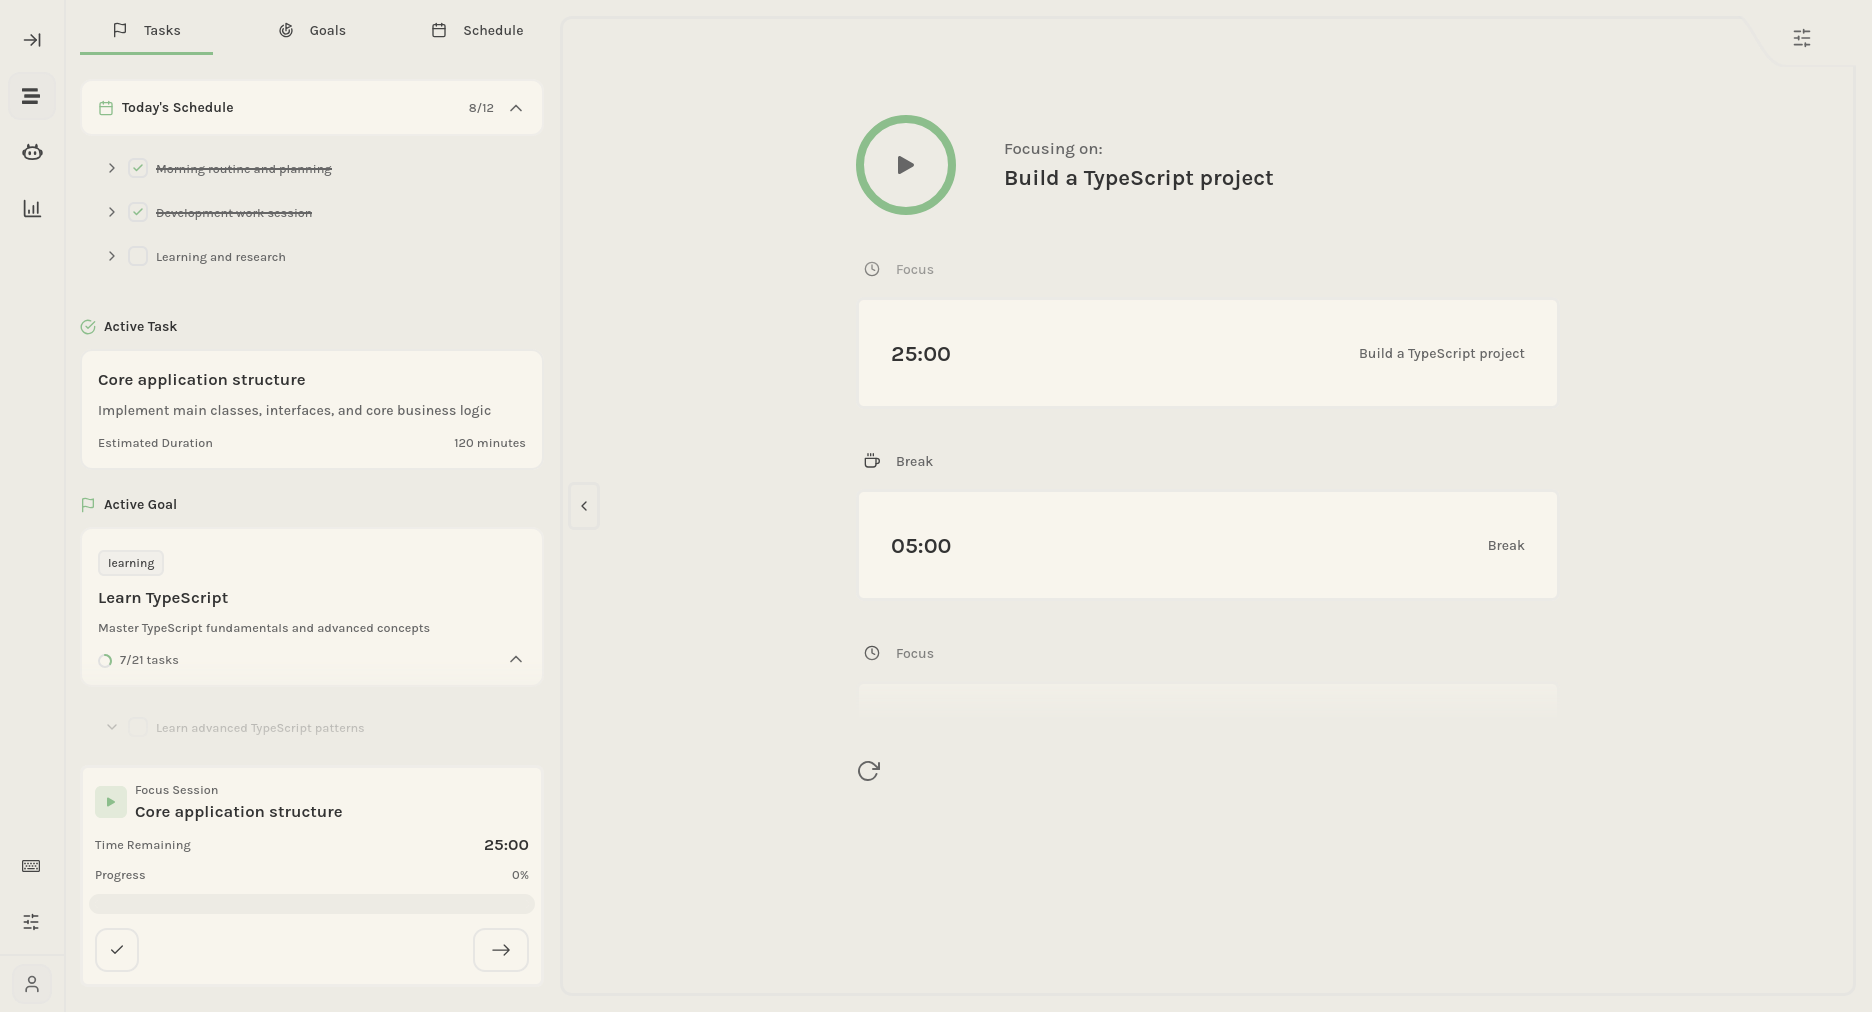 Tasks
Goals
Schedule
Today's Schedule
8/12
Morning routine and planning
Development work session
Learning and research
Active Task
Core application structure
Implement main classes, interfaces, and core business logic
Estimated Duration
120 minutes
Active Goal
learning
Learn TypeScript
Master TypeScript fundamentals and advanced concepts
7/21 tasks
Learn advanced TypeScript patterns
Focus Session
Core application structure
Time Remaining
25:00
Progress
0%
Focusing on:
Build a TypeScript project
Focus
25:00
Build a TypeScript project
Break
05:00
Break
Focus